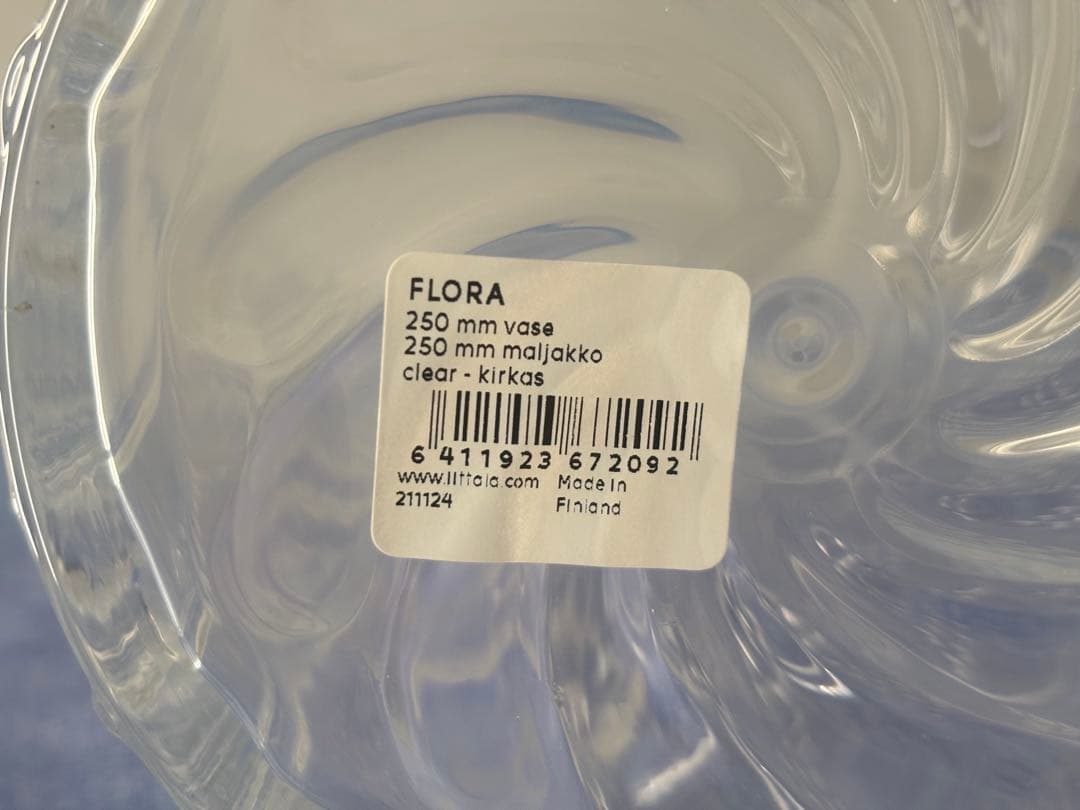 FLORA
250 mm vase
250 mm maljakko
clear - kirkas
6 411923 672092
www.iittala.com Made in
211124 Finland